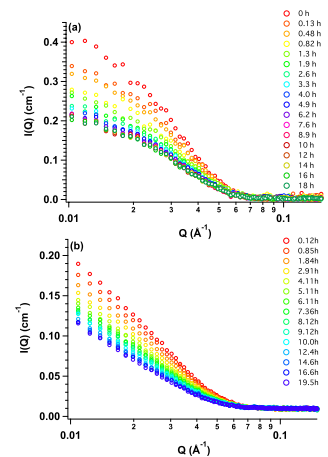 (a)
I(Q) (cm⁻¹)
0.4
0.3
0.2
0.1
0.0
0.01
2
3
4
5
6
7
8
9
0.1
Q (Å⁻¹)
0 h
0.13 h
0.48 h
0.82 h
1.3 h
1.9 h
2.6 h
3.3 h
4.0 h
4.9 h
6.2 h
7.6 h
8.9 h
10 h
12 h
14 h
16 h
18 h
(b)
I(Q) (cm⁻¹)
0.20
0.15
0.10
0.05
0.00
0.01
2
3
4
5
6
7
8
9
0.1
Q (Å⁻¹)
0.12h
0.85h
1.84h
2.91h
4.11h
5.11h
6.11h
7.36h
8.12h
9.12h
10.0h
12.4h
14.6h
16.6h
19.5h